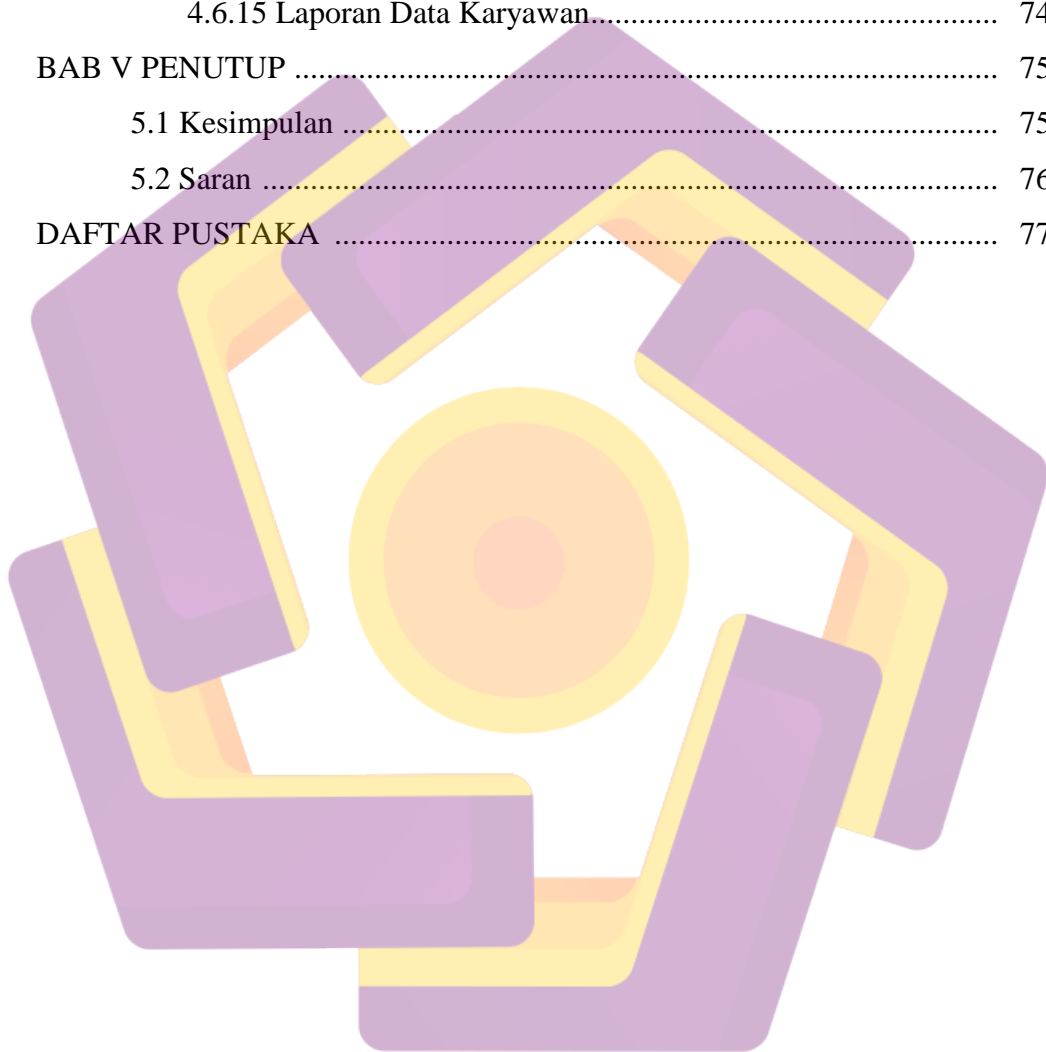 4.6.15 Laporan Data Karyawan............................................... 74
BAB V PENUTUP .................................................................................... 75
5.1 Kesimpulan .............................................................................. 75
5.2 Saran ........................................................................................ 76
DAFTAR PUSTAKA ............................................................................... 77